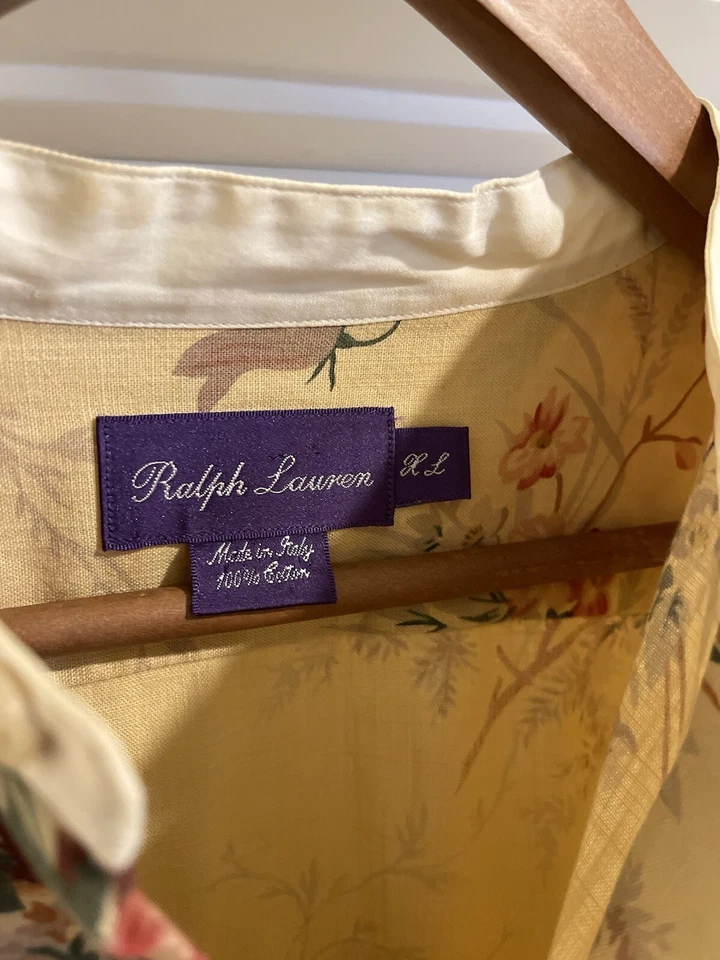 Ralph Lauren
XL
Made in Italy
100% Cotton